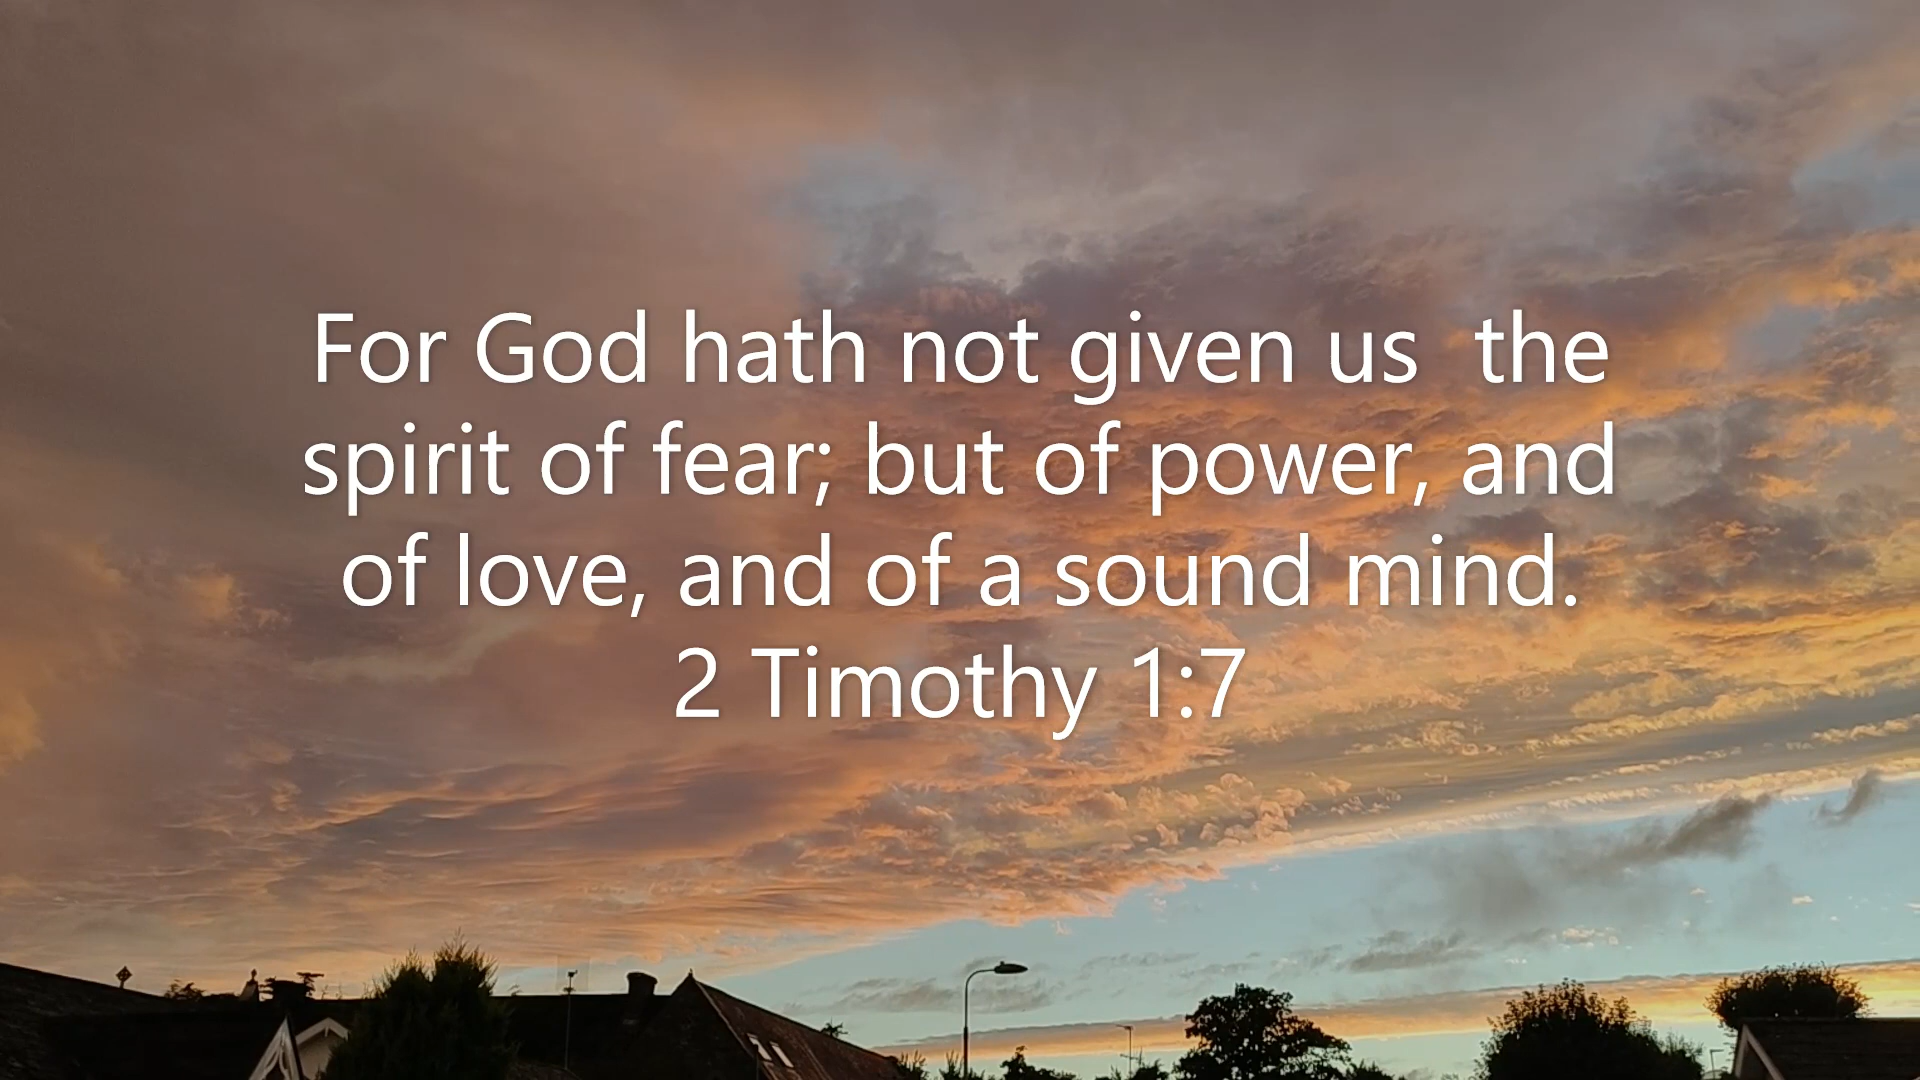 For God hath not given us  the
spirit of fear; but of power, and
of love, and of a sound mind.
2 Timothy 1:7